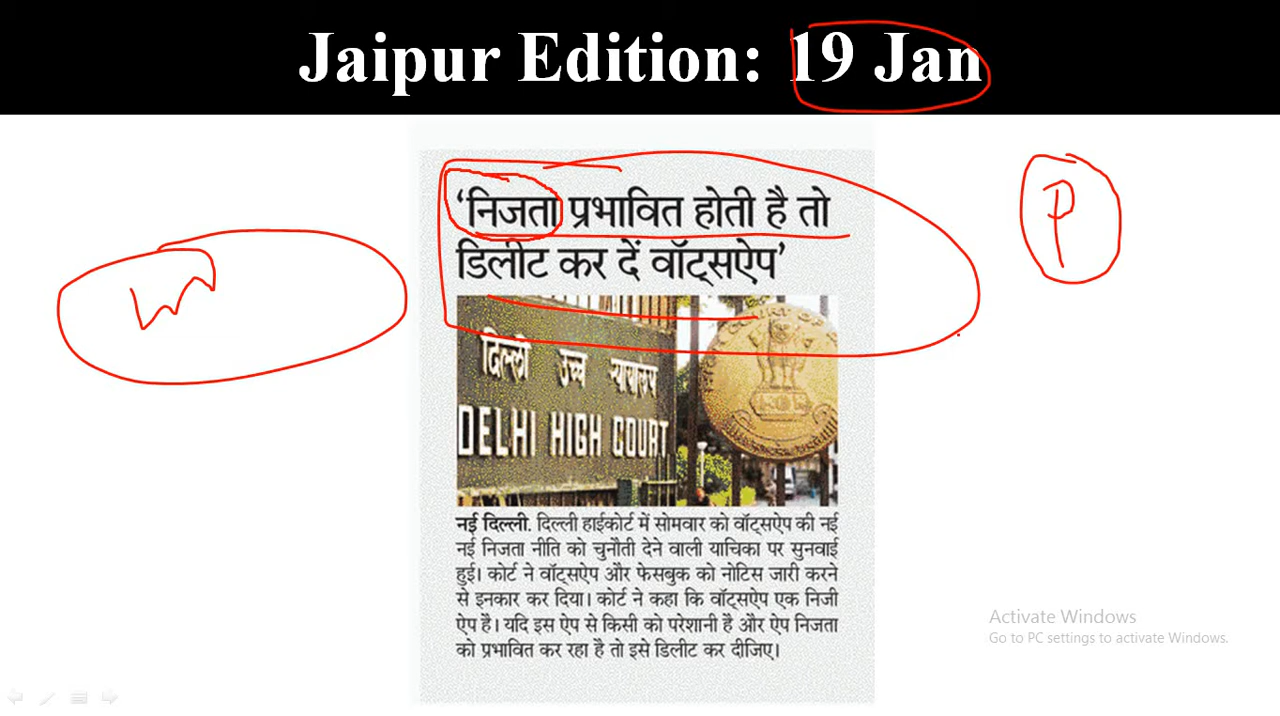 Jaipur Edition: 19 Jan
'निजता प्रभावित होती है तो
डिलीट कर दें वॉट्सऐप'
W
P
दिल्ली उच्च न्यायालय
DELHI HIGH COURT
नई दिल्ली. दिल्ली हाईकोर्ट में सोमवार को वॉट्सऐप की नई
नई निजता नीति को चुनौती देने वाली याचिका पर सुनवाई
हुई। कोर्ट ने वॉट्सऐप और फेसबुक को नोटिस जारी करने
से इनकार कर दिया। कोर्ट ने कहा कि वॉट्सऐप एक निजी
ऐप है। यदि इस ऐप से किसी को परेशानी है और ऐप निजता
को प्रभावित कर रहा है तो इसे डिलीट कर दीजिए।
Activate Windows
Go to PC settings to activate Windows.